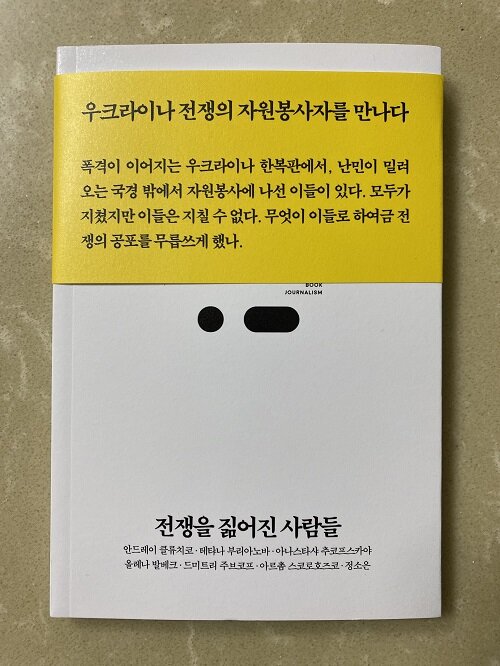 우크라이나 전쟁의 자원봉사자를 만나다
폭격이 이어지는 우크라이나 한복판에서, 난민이 밀려
오는 국경 밖에서 자원봉사에 나선 이들이 있다. 모두가
지쳤지만 이들은 지칠 수 없다. 무엇이 이들로 하여금 전
쟁의 공포를 무릅쓰게 했나.
BOOK
JOURNALISM
전쟁을 짊어진 사람들
안드레이 클류치코·테탸나 부리아노바·아나스타샤 추코프스카야
올레나 발베크·드미트리 주브코프·아르촘 스코로호즈코·정소은